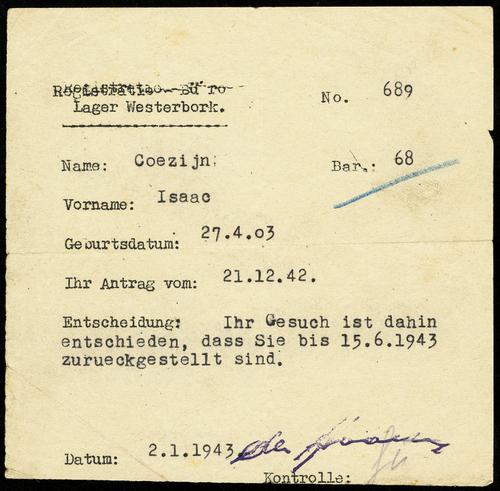 Registratio Büro
Lager Westerbork.
No. 689
Name: Coezijn.
Bar.: 68
Vorname: Isaac
Geburtsdatum: 27.4.03
Ihr Antrag vom: 21.12.42.
Entscheidung: Ihr Gesuch ist dahin
entschieden, dass Sie bis 15.6.1943
zurueckgestellt sind.
Datum: 2.1.1943
Kontrolle: